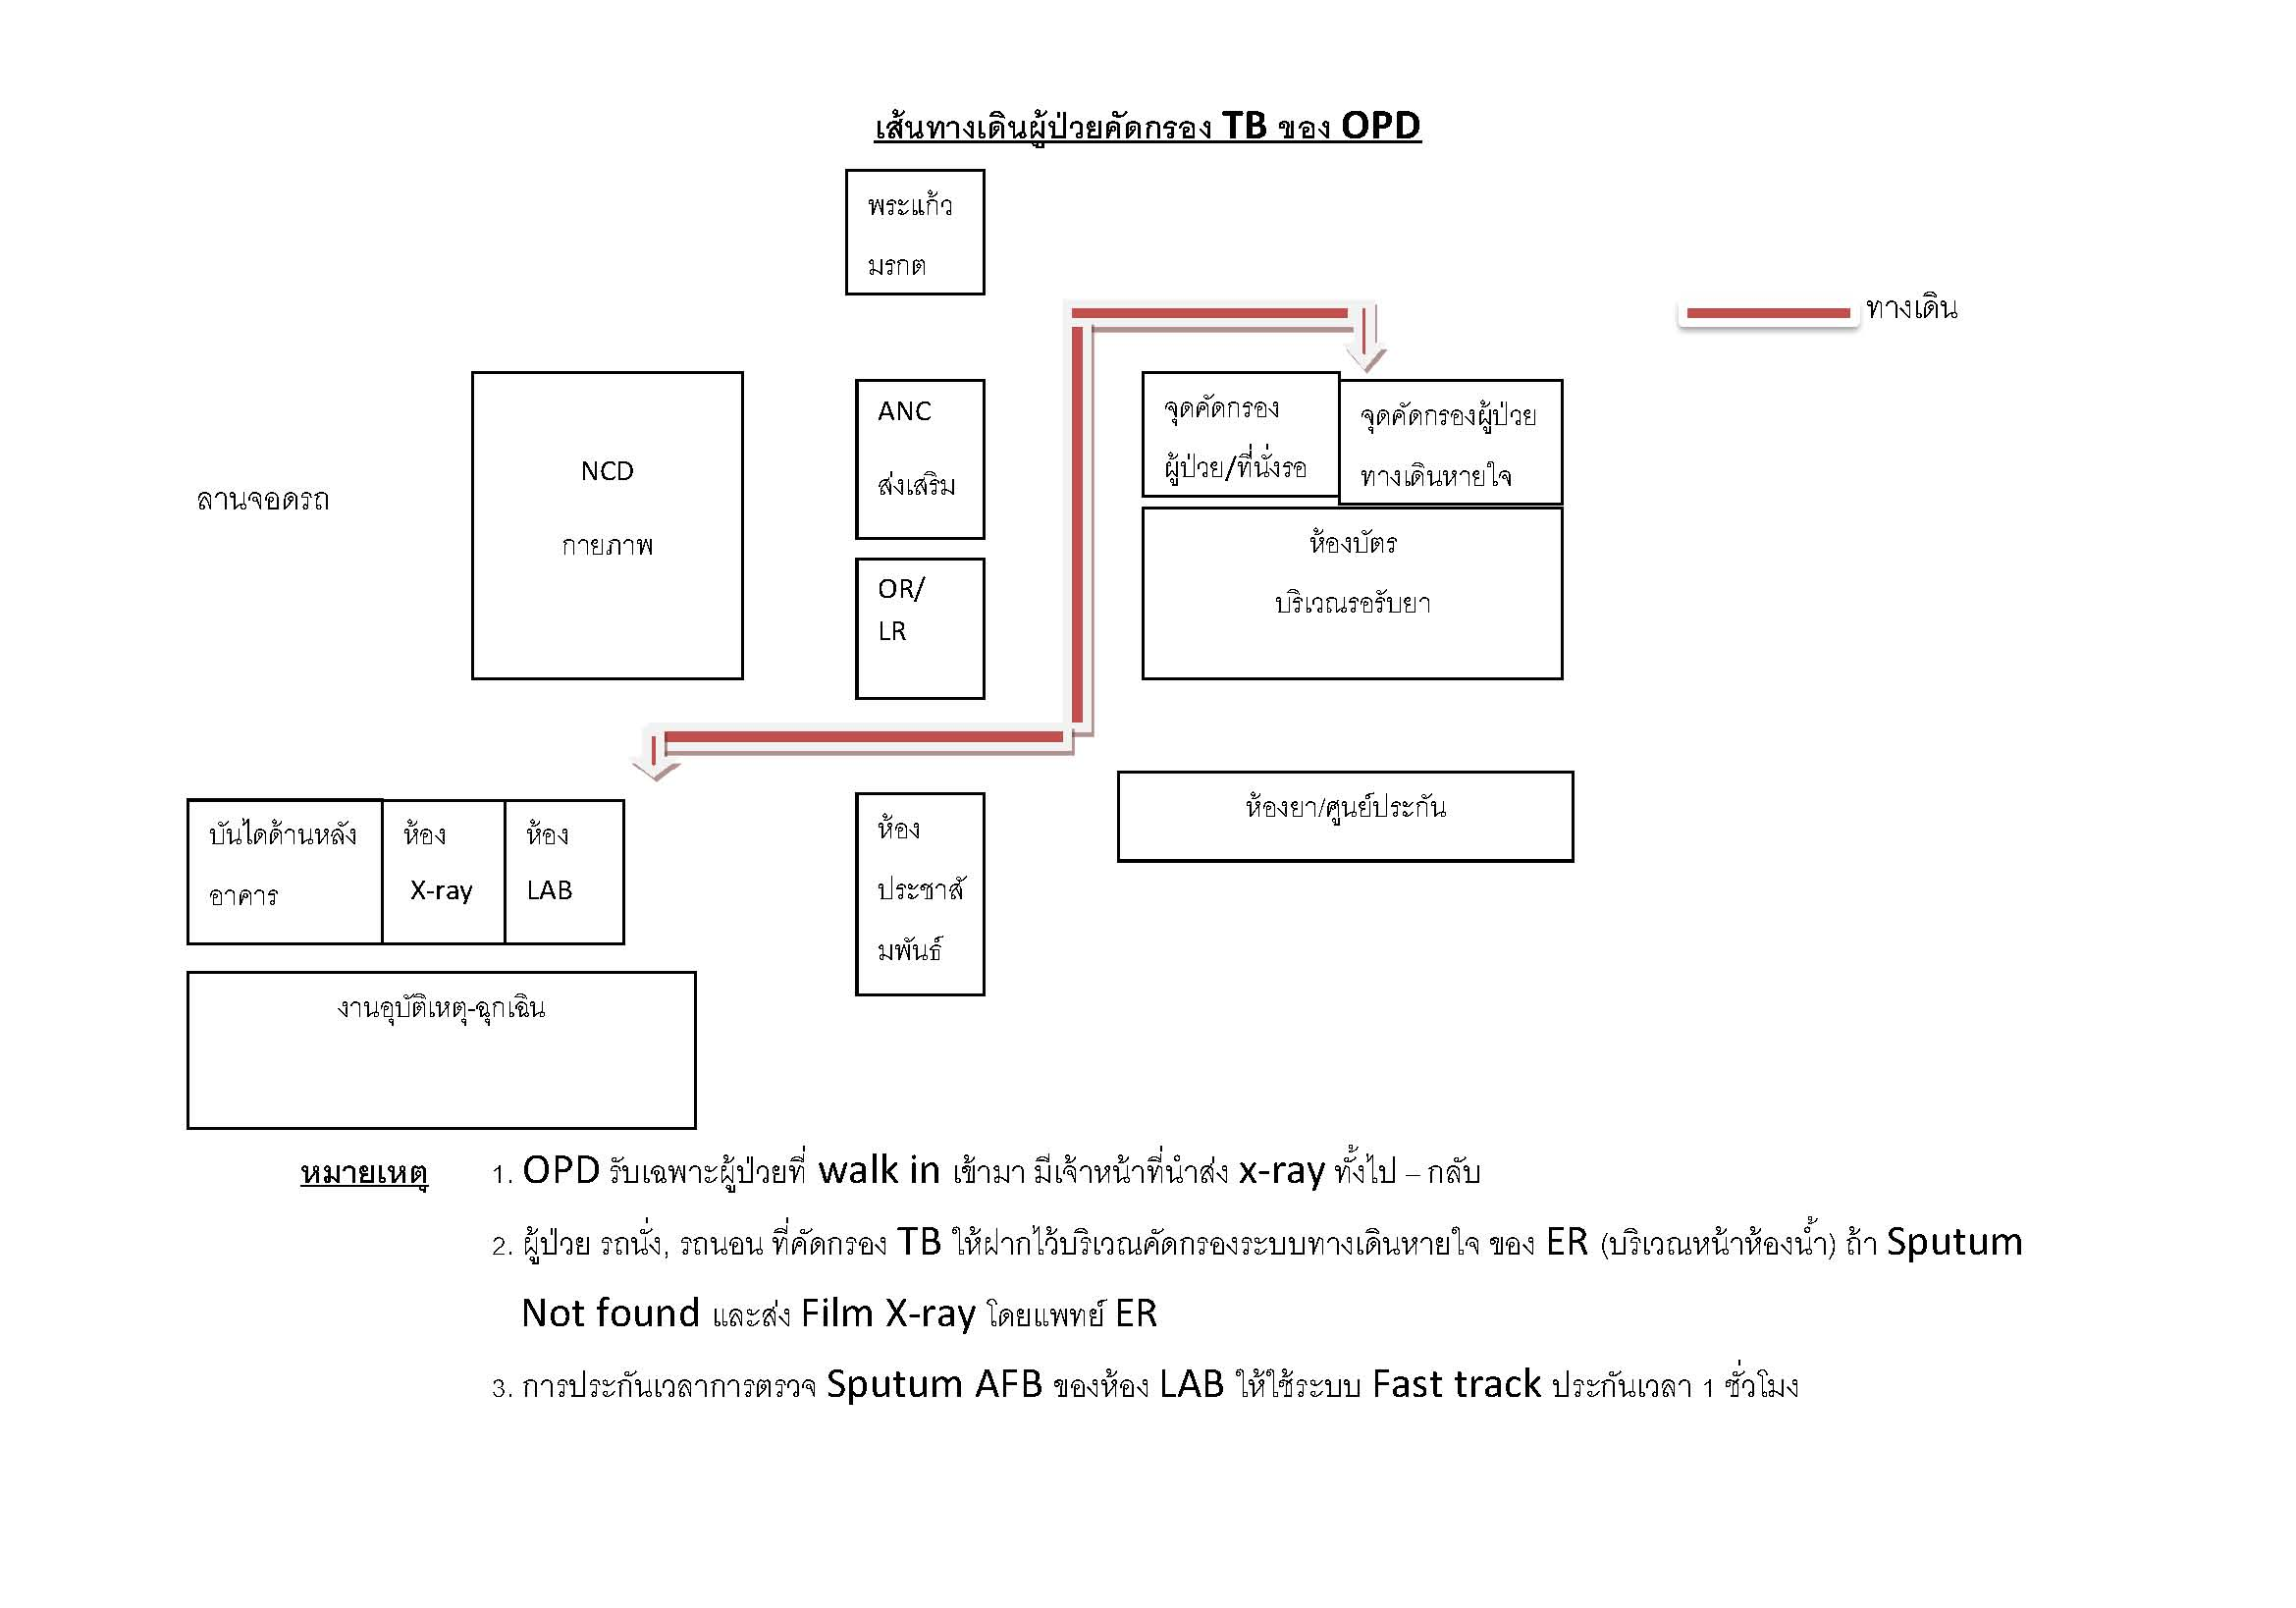 เส้นทางเดินผู้ป่วยคัดกรอง TB ของ OPD
พระแก้ว
มรกต
ทางเดิน
ลานจอดรถ
NCD
กายภาพ
ANC
ส่งเสริม
OR/
LR
จุดคัดกรอง
ผู้ป่วย/ที่นั่งรอ
จุดคัดกรองผู้ป่วย
ทางเดินหายใจ
ห้องบัตร
บริเวณรอรับยา
บันไดด้านหลัง
อาคาร
ห้อง
X-ray
ห้อง
LAB
ห้อง
ประชาสั
มพันธ์
ห้องยา/ศูนย์ประกัน
งานอุบัติเหตุ-ฉุกเฉิน
หมายเหตุ 1. OPD รับเฉพาะผู้ป่วยที่ walk in เข้ามา มีเจ้าหน้าที่นำส่ง x-ray ทั้งไป – กลับ
2. ผู้ป่วย รถนั่ง, รถนอน ที่คัดกรอง TB ให้ฝากไว้บริเวณคัดกรองระบบทางเดินหายใจ ของ ER (บริเวณหน้าห้องน้ำ) ถ้า Sputum
Not found และส่ง Film X-ray โดยแพทย์ ER
3. การประกันเวลาการตรวจ Sputum AFB ของห้อง LAB ให้ใช้ระบบ Fast track ประกันเวลา 1 ชั่วโมง